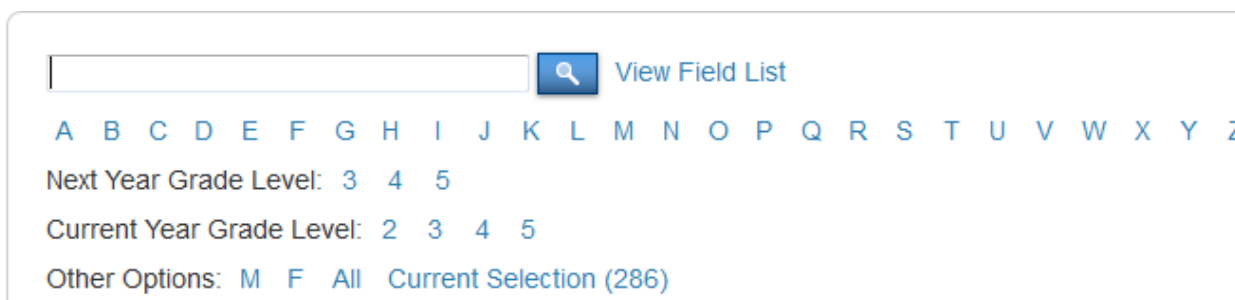 View Field List
A B C D E F G H I J K L M N O P Q R S T U V W X Y Z
Next Year Grade Level: 3 4 5
Current Year Grade Level: 2 3 4 5
Other Options: M F All Current Selection (286)